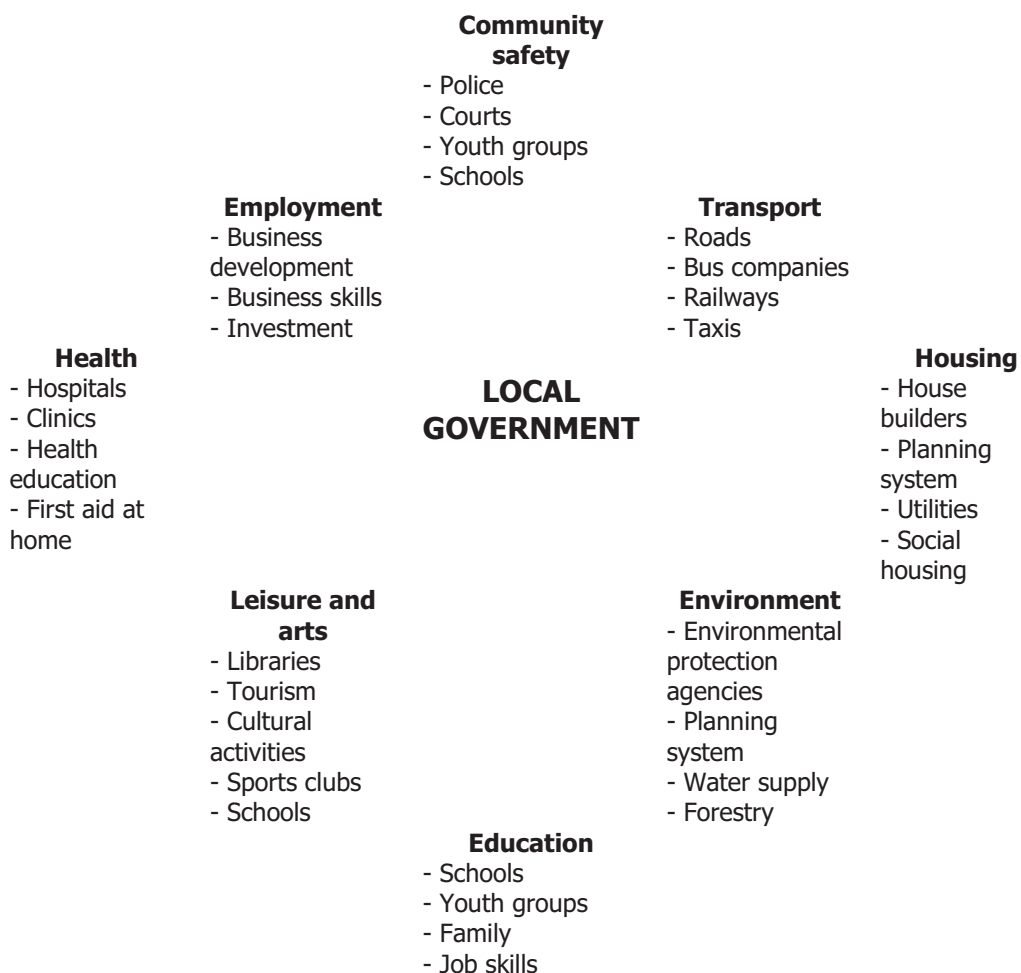 Community
safety
- Police
- Courts
- Youth groups
- Schools
Employment
- Business
development
- Business skills
- Investment
Transport
- Roads
- Bus companies
- Railways
- Taxis
Health
- Hospitals
- Clinics
- Health
education
- First aid at
home
LOCAL
GOVERNMENT
Housing
- House
builders
- Planning
system
- Utilities
- Social
housing
Leisure and
arts
- Libraries
- Tourism
- Cultural
activities
- Sports clubs
- Schools
Environment
- Environmental
protection
agencies
- Planning
system
- Water supply
- Forestry
Education
- Schools
- Youth groups
- Family
- Job skills